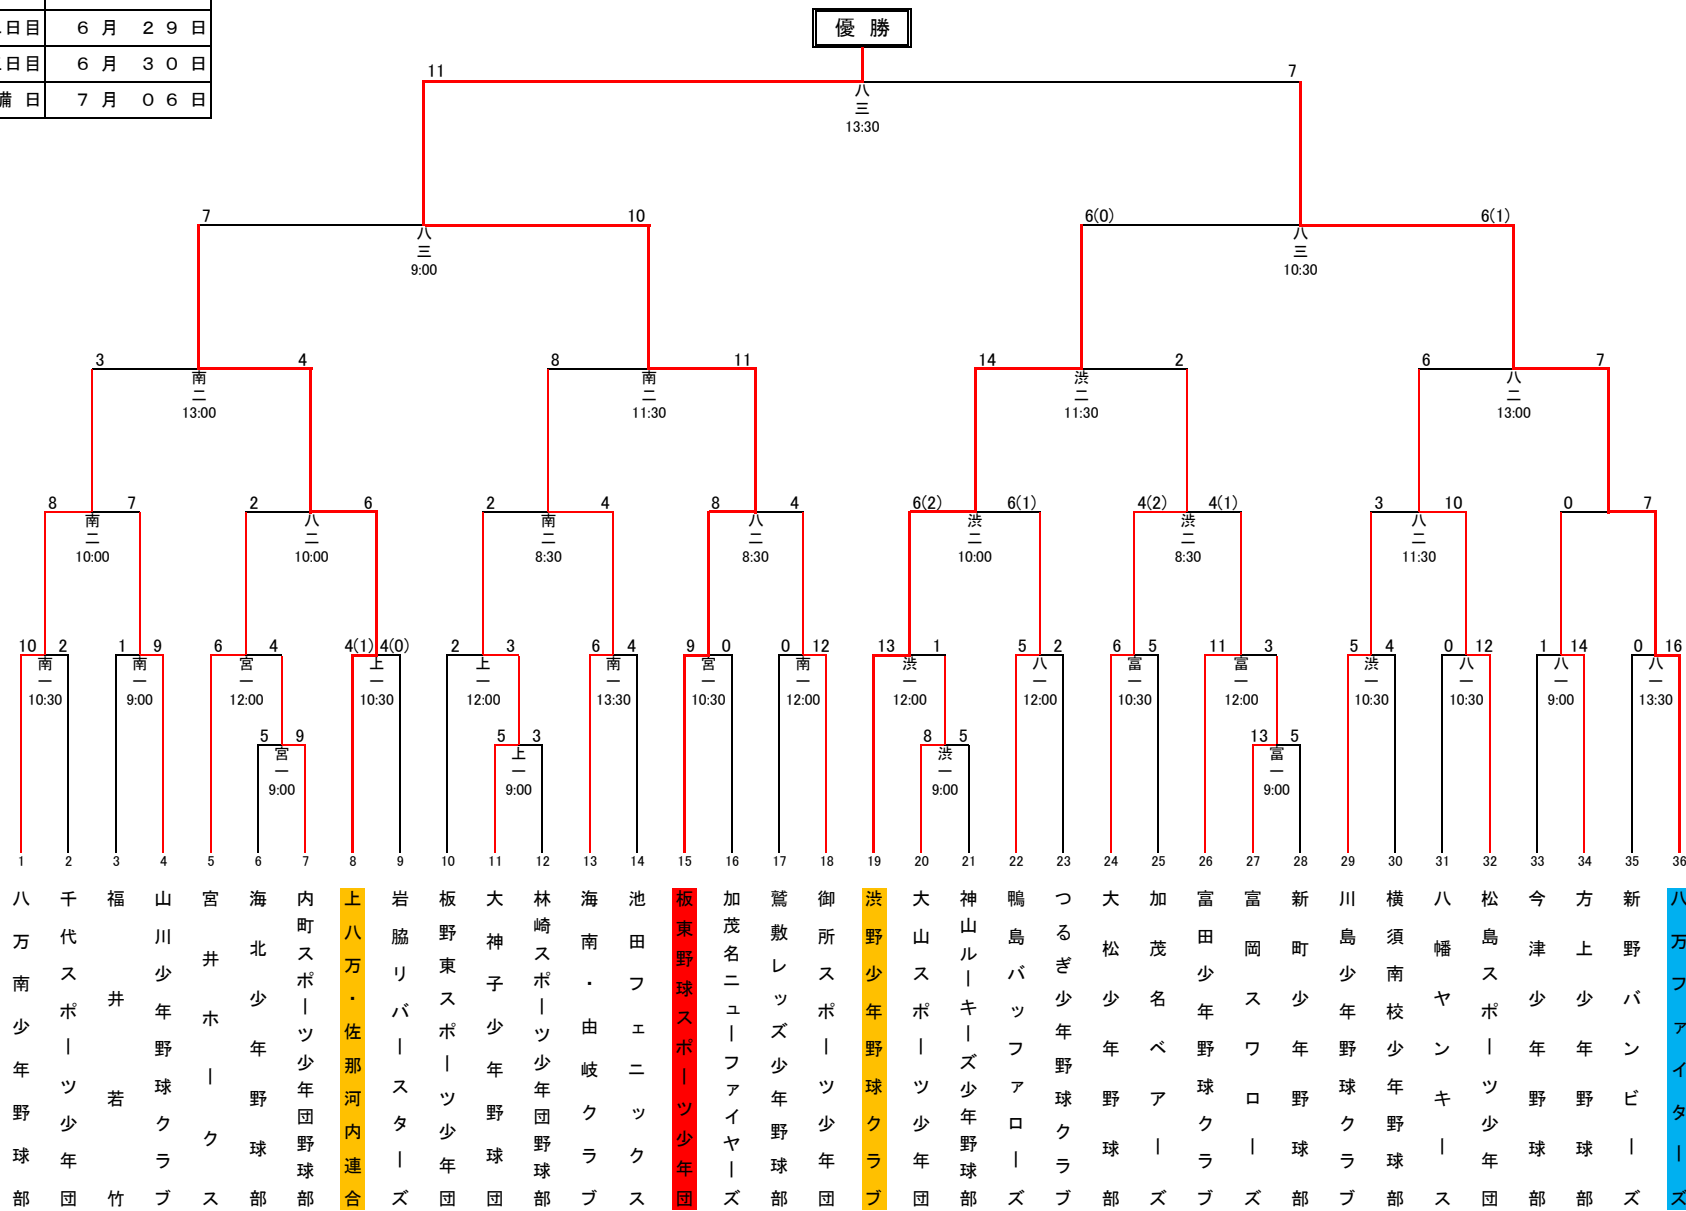 日目 ６月２９日
日目 ６月３０日
備日 ７月０６日
優勝
11 7
八三 13:30
7 10 6(0) 6(1)
八三 9:00 八三 10:30
3 4 8 11 14 2 6 7
南二 13:00 南二 11:30 渋二 11:30 八二 13:00
8 7 2 6 2 4 8 4 6(2) 6(1) 4(2) 4(1) 3 10 0 7
南二 10:00 八二 10:00 南二 8:30 八二 8:30 渋二 10:00 渋二 8:30 八二 11:30
10 2 1 9 6 4 4(1) 4(0) 2 3 6 4 9 0 0 12 13 1 5 2 6 5 11 3 5 4 0 12 1 14 0 16
南一 10:30 南一 9:00 宮一 12:00 上一 10:30 上一 12:00 南一 13:30 宮一 10:30 南一 12:00 渋一 12:00 八一 12:00 富一 10:30 富一 12:00 渋一 10:30 八一 10:30 八一 9:00 八一 13:30
5 9 5 3 8 5 13 5
宮一 9:00 上一 9:00 渋一 9:00 富一 9:00
1 八万南少年野球部
2 千代スポーツ少年団
3 福井若竹
4 山川少年野球クラブ
5 宮井ホークス
6 海北少年野球部
7 内町スポーツ少年団野球部
8 上八万・佐那河内連合
9 岩脇リバースターズ
10 板野東スポーツ少年団
11 大神子少年野球団
12 林崎スポーツ少年団野球部
13 海南・由岐クラブ
14 池田フェニックス
15 板東野球スポーツ少年団
16 加茂名ニューファイヤーズ
17 鷲敷レッズ少年野球部
18 御所スポーツ少年団
19 渋野少年野球クラブ
20 大山スポーツ少年団
21 神山ルーキーズ少年野球部
22 鴨島バッファローズ
23 つるぎ少年野球クラブ
24 大松少年野球部
25 加茂名ベアーズ
26 富田少年野球クラブ
27 富岡スワローズ
28 新町少年野球部
29 川島少年野球クラブ
30 横須南校少年野球部
31 八幡ヤンキース
32 松島スポーツ少年団
33 今津少年野球部
34 方上少年野球部
35 新野バンビーズ
36 八万ファイターズ